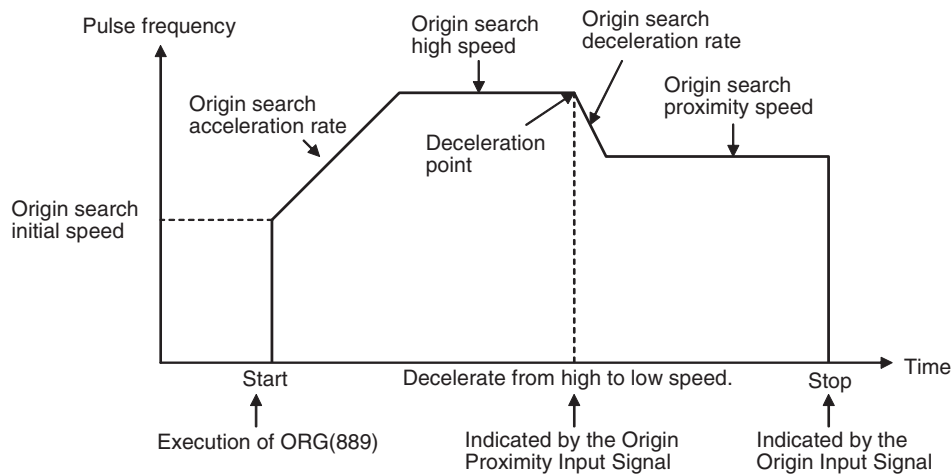 Pulse frequency
Origin search
high speed
Origin search
deceleration rate
Origin search
acceleration rate
Origin search
proximity speed
Deceleration
point
Origin search
initial speed
Start
Decelerate from high to low speed.
Stop
Time
Execution of ORG(889)
Indicated by the Origin
Proximity Input Signal
Indicated by the
Origin Input Signal